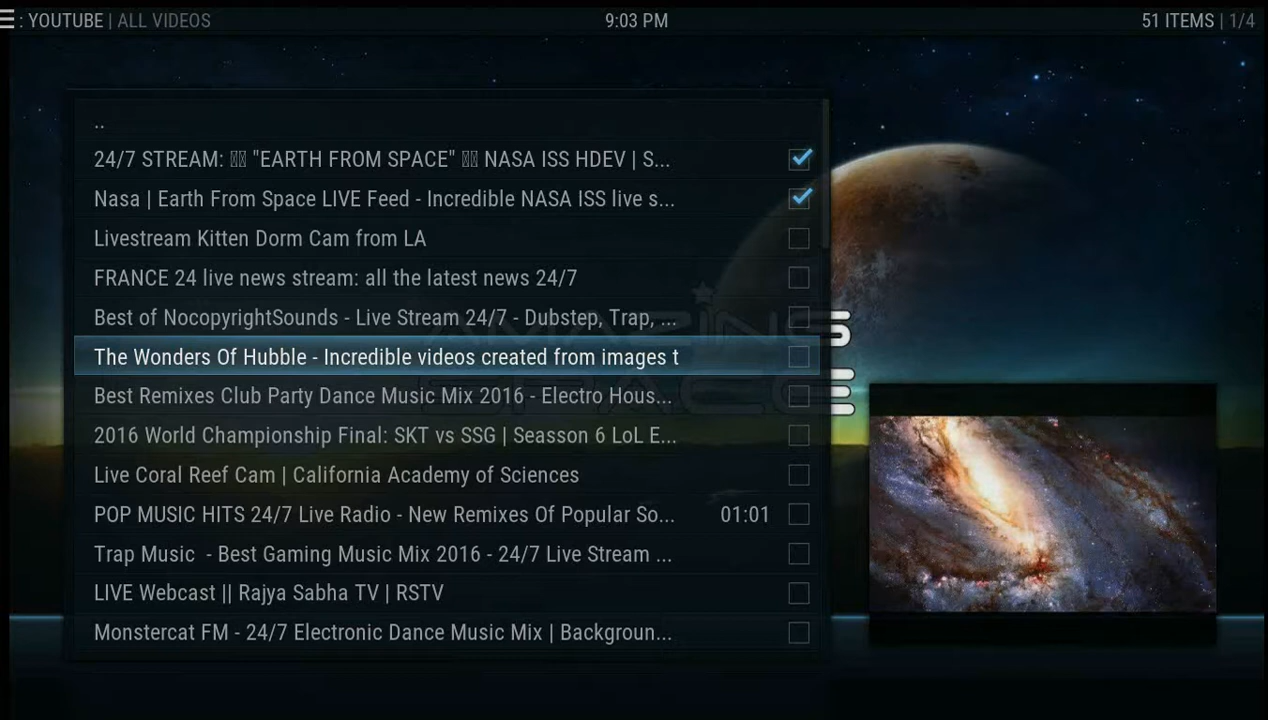 : YOUTUBE | ALL VIDEOS
9:03 PM
51 ITEMS | 1/4
..
24/7 STREAM: "EARTH FROM SPACE" NASA ISS HDEV | S...
Nasa | Earth From Space LIVE Feed - Incredible NASA ISS live s...
Livestream Kitten Dorm Cam from LA
FRANCE 24 live news stream: all the latest news 24/7
Best of NocopyrightSounds - Live Stream 24/7 - Dubstep, Trap, ...
The Wonders Of Hubble - Incredible videos created from images t
Best Remixes Club Party Dance Music Mix 2016 - Electro Hous...
2016 World Championship Final: SKT vs SSG | Seasson 6 LoL E...
Live Coral Reef Cam | California Academy of Sciences
POP MUSIC HITS 24/7 Live Radio - New Remixes Of Popular So... 01:01
Trap Music - Best Gaming Music Mix 2016 - 24/7 Live Stream ...
LIVE Webcast || Rajya Sabha TV | RSTV
Monstercat FM - 24/7 Electronic Dance Music Mix | Backgroun...
AMAZING
SPACE